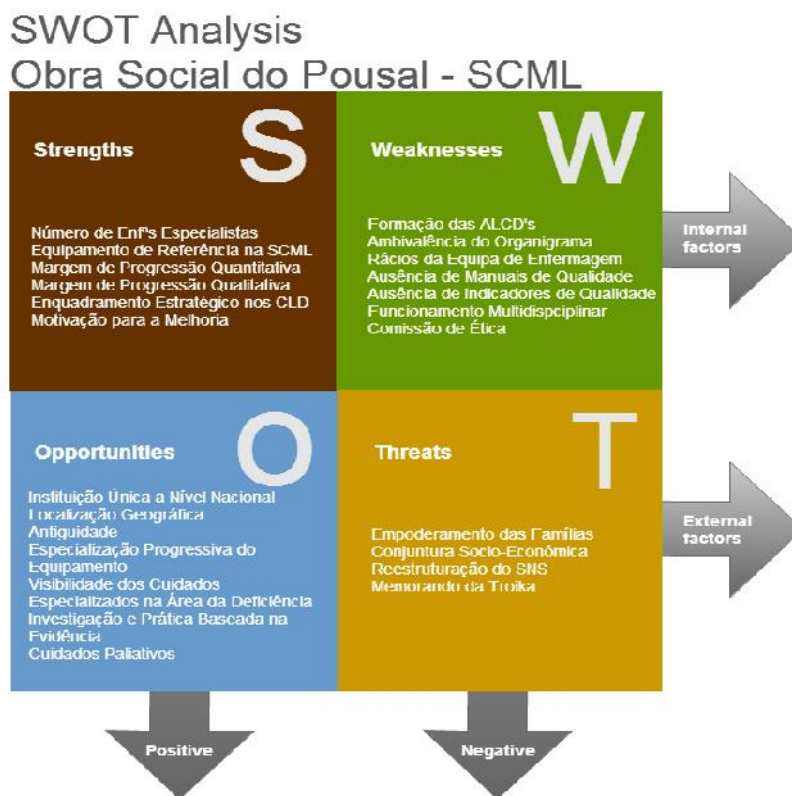 SWOT Analysis
Obra Social do Pousal - SCML
Strengths
S
Número de Enfªs Especialistas
Equipamento de Referência na SCML
Margem de Progressão Quantitativa
Margem de Progressão Qualitativa
Enquadramento Estratégico nos CLD
Motivação para a Melhoria
Weaknesses
W
Formação das ALCD's
Ambivalência do Organigrama
Rácios da Equipa de Enfermagem
Ausência de Manuais de Qualidade
Ausência de Indicadores de Qualidade
Funcionamento Multidispciplinar
Comissão de Ética
Internal
factors
Opportunities
O
Instituição Única a Nível Nacional
Localização Geográfica
Antiguidade
Especialização Progressiva do
Equipamento
Visibilidade dos Cuidados
Especializados na Área da Deficiência
Investigação e Prática Bascada na
Evidência
Cuidados Paliativos
Threats
T
Empoderamento das Famílias
Conjuntura Socio-Económica
Reestruturação do SNS
Memorando da Troika
External
factors
Positive
Negative